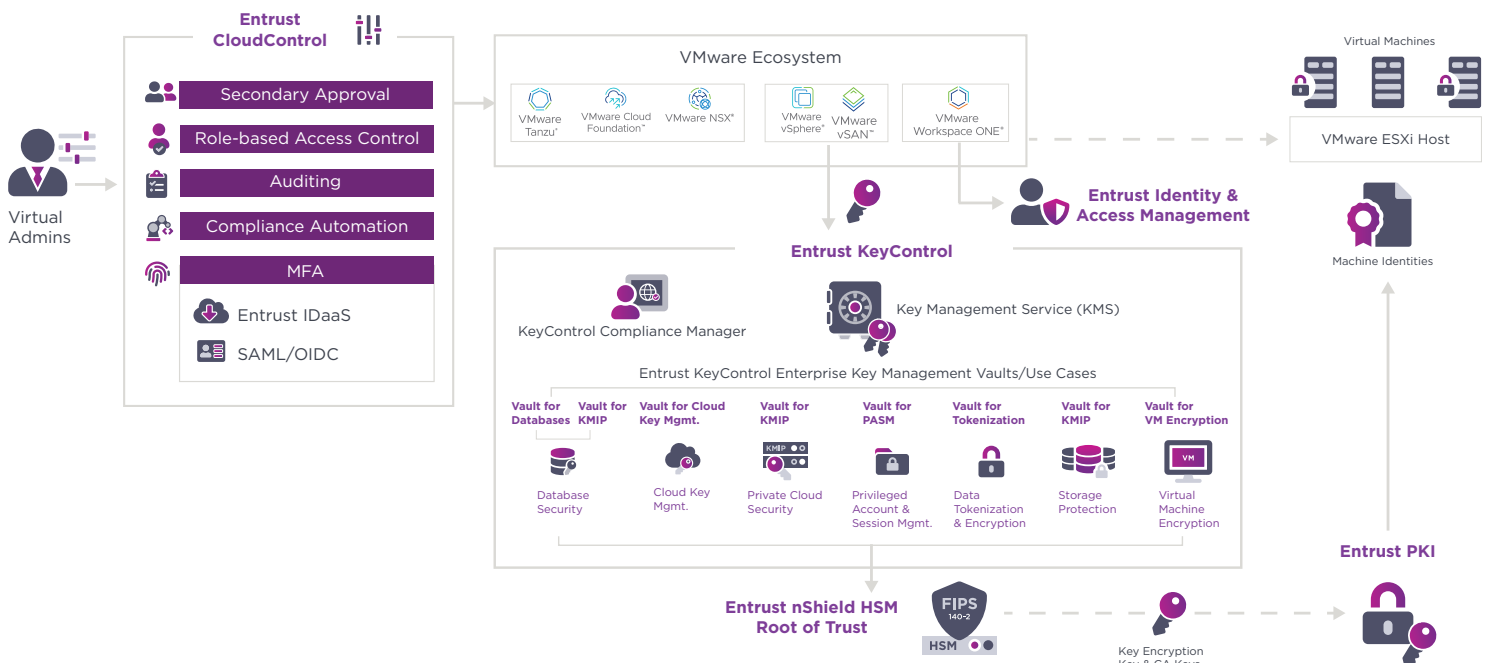 Entrust
CloudControl
Secondary Approval
Role-based Access Control
Auditing
Compliance Automation
MFA
Entrust IDaaS
SAML/OIDC
Virtual
Admins
VMware Ecosystem
VMware
Tanzu®
VMware Cloud
Foundation™
VMware NSX®
VMware
vSphere®
VMware
vSAN™
VMware
Workspace ONE®
Virtual Machines
VMware ESXi Host
Entrust Identity &
Access Management
Machine Identities
Entrust KeyControl
KeyControl Compliance Manager
Key Management Service (KMS)
Entrust KeyControl Enterprise Key Management Vaults/Use Cases
Vault for
Databases
Vault for
KMIP
Vault for Cloud
Key Mgmt.
Vault for
KMIP
Vault for
PASM
Vault for
Tokenization
Vault for
KMIP
Vault for
VM Encryption
KMIP
VM
Database
Security
Cloud Key
Mgmt.
Private Cloud
Security
Privileged
Account &
Session Mgmt.
Data
Tokenization
& Encryption
Storage
Protection
Virtual
Machine
Encryption
Entrust PKI
Entrust nShield HSM
Root of Trust
FIPS
140-2
HSM
Key Encryption
Key & CA Keys